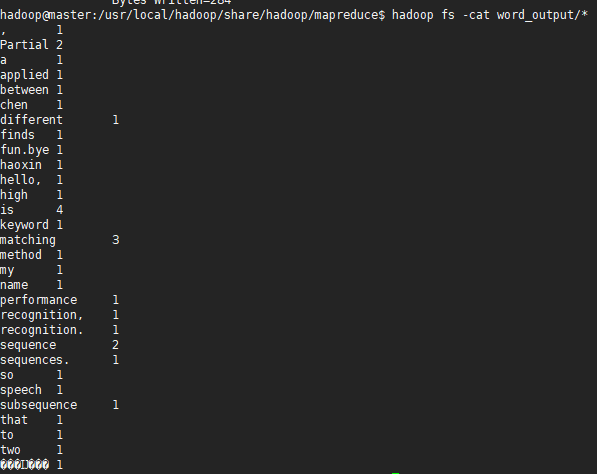 Bytes Written=284
hadoop@master:/usr/local/hadoop/share/hadoop/mapreduce$ hadoop fs -cat word_output/*
, 1
Partial 2
a 1
applied 1
between 1
chen 1
different 1
finds 1
fun.bye 1
haoxin 1
hello, 1
high 1
is 4
keyword 1
matching 3
method 1
my 1
name 1
performance 1
recognition, 1
recognition. 1
sequence 2
sequences. 1
so 1
speech 1
subsequence 1
that 1
to 1
two 1
1